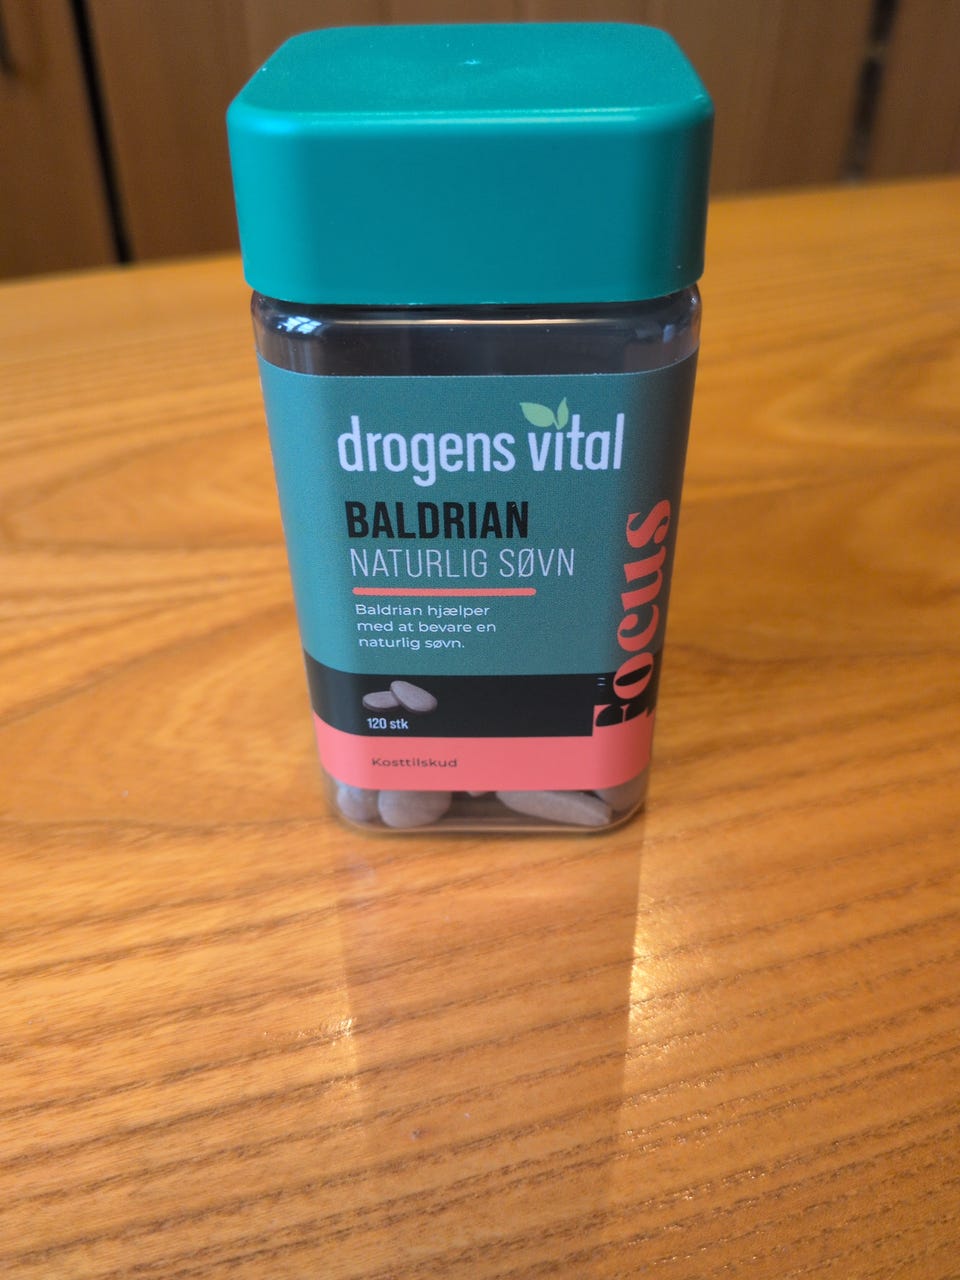 drogens vital
BALDRIAN
NATURLIG SØVN
Baldrian hjælper
med at bevare en
naturlig søvn.
120 stk
Kosttilskud
Focus